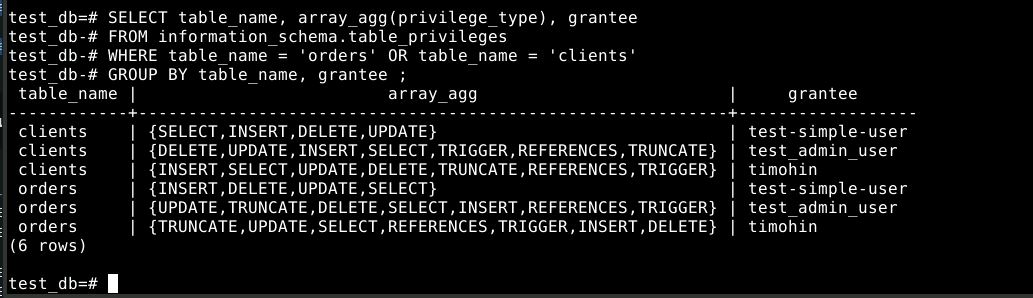 test_db=# SELECT table_name, array_agg(privilege_type), grantee
test_db-# FROM information_schema.table_privileges
test_db-# WHERE table_name = 'orders' OR table_name = 'clients'
test_db-# GROUP BY table_name, grantee ;
 table_name |                        array_agg                        |     grantee
------------+---------------------------------------------------------+------------------
 clients    | {SELECT,INSERT,DELETE,UPDATE}                           | test-simple-user
 clients    | {DELETE,UPDATE,INSERT,SELECT,TRIGGER,REFERENCES,TRUNCATE} | test_admin_user
 clients    | {INSERT,SELECT,UPDATE,DELETE,TRUNCATE,REFERENCES,TRIGGER} | timohin
 orders     | {INSERT,DELETE,UPDATE,SELECT}                           | test-simple-user
 orders     | {UPDATE,TRUNCATE,DELETE,SELECT,INSERT,REFERENCES,TRIGGER} | test_admin_user
 orders     | {TRUNCATE,UPDATE,SELECT,REFERENCES,TRIGGER,INSERT,DELETE} | timohin
(6 rows)
test_db=#